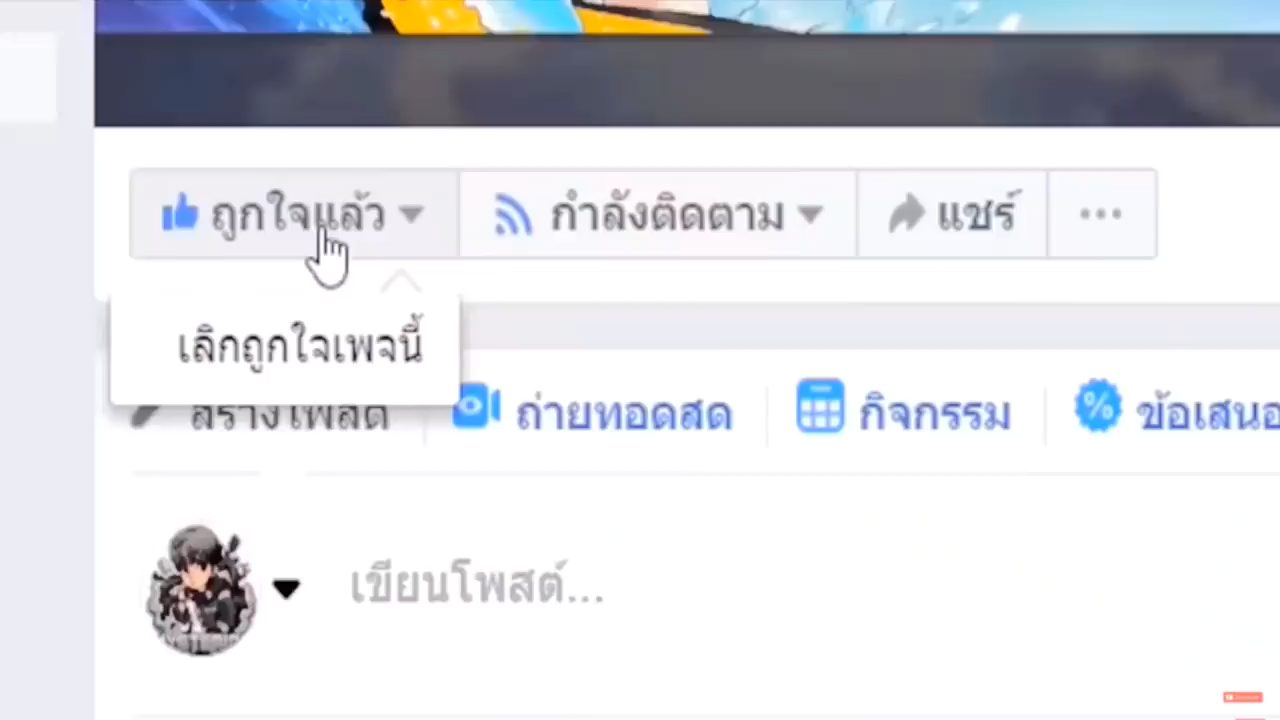 ถูกใจแล้ว กำลังติดตาม แชร์
เลิกถูกใจเพจนี้
สร้างโพสต์ ถ่ายทอดสด กิจกรรม ข้อเสนอ
เขียนโพสต์...